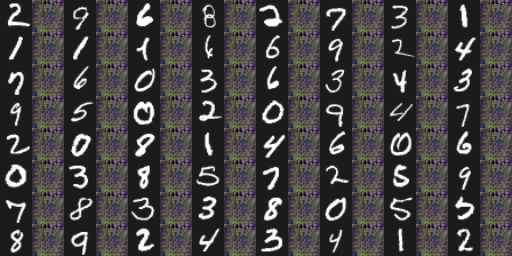 2 9 6 8 2 7 3 1
1 1 1 6 6 9 2 4
7 6 0 3 6 3 4 3
9 5 0 2 0 9 4 7
2 0 8 1 4 6 0 6
0 3 8 5 7 2 5 9
7 8 3 3 8 0 5 5
8 9 2 4 3 4 1 2